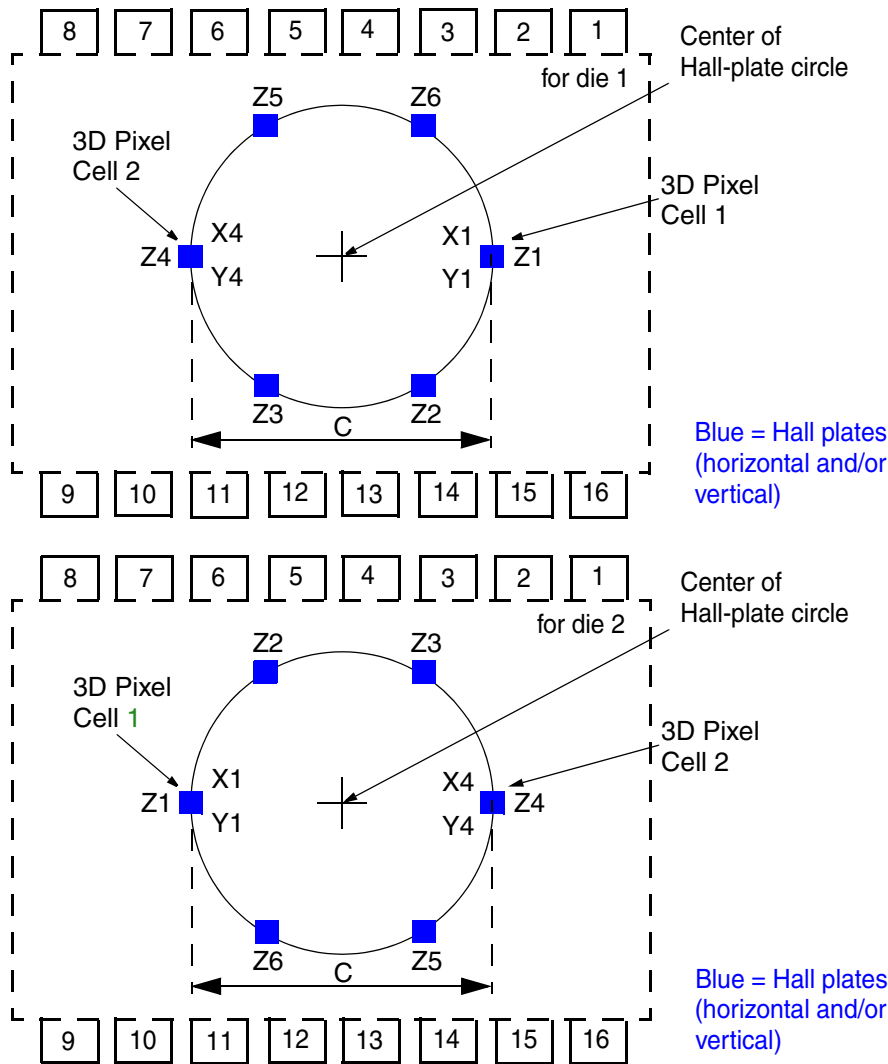 8 7 6 5 4 3 2 1
Center of
Hall-plate circle
for die 1
Z5 Z6
3D Pixel
Cell 2
3D Pixel
Cell 1
X4 X1
Z4 Z1
Y4 Y1
Z3 Z2
C
Blue = Hall plates
(horizontal and/or
vertical)
9 10 11 12 13 14 15 16
8 7 6 5 4 3 2 1
Center of
Hall-plate circle
for die 2
Z2 Z3
3D Pixel
Cell 1
3D Pixel
Cell 2
X1 X4
Z1 Z4
Y1 Y4
Z6 Z5
C
Blue = Hall plates
(horizontal and/or
vertical)
9 10 11 12 13 14 15 16